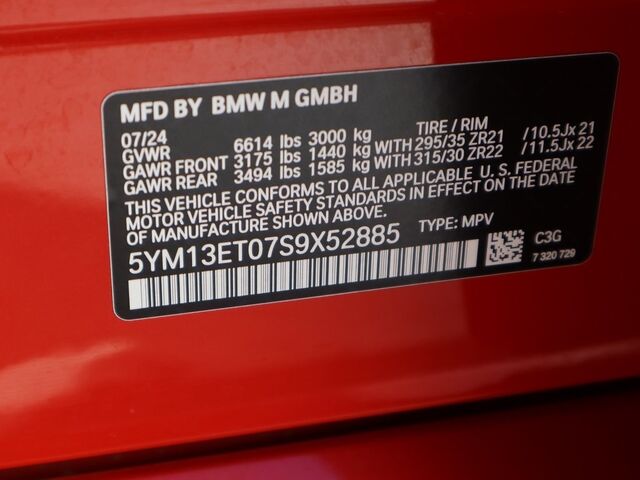 MFD BY BMW M GMBH
07/24 TIRE / RIM
GVWR 6614 lbs 3000 kg
GAWR FRONT 3175 lbs 1440 kg WITH 295/35 ZR21 /10.5Jx 21
GAWR REAR 3494 lbs 1585 kg WITH 315/30 ZR22 /11.5Jx 22
THIS VEHICLE CONFORMS TO ALL APPLICABLE U. S. FEDERAL
MOTOR VEHICLE SAFETY STANDARDS IN EFFECT ON THE DATE
OF MANUFACTURE SHOWN ABOVE.
5YM13ET07S9X52885 TYPE: MPV
C3G
7 320 729